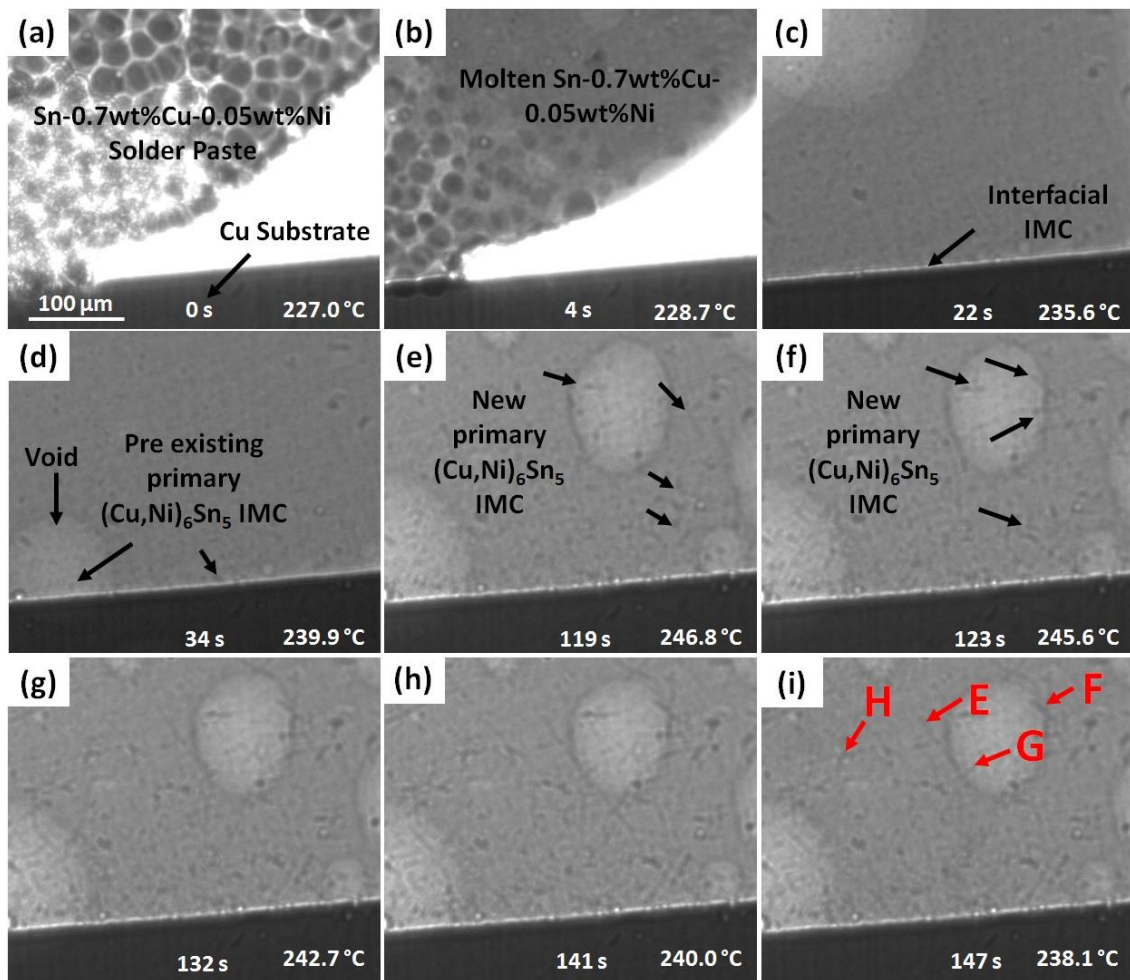 (a)
Sn-0.7wt%Cu-0.05wt%Ni
Solder Paste
Cu Substrate
100 µm
0 s
227.0 °C
(b)
Molten Sn-0.7wt%Cu-
0.05wt%Ni
4 s
228.7 °C
(c)
Interfacial
IMC
22 s
235.6 °C
(d)
Void
Pre existing
primary
(Cu,Ni)₆Sn₅ IMC
34 s
239.9 °C
(e)
New
primary
(Cu,Ni)₆Sn₅
IMC
119 s
246.8 °C
(f)
New
primary
(Cu,Ni)₆Sn₅
IMC
123 s
245.6 °C
(g)
132 s
242.7 °C
(h)
141 s
240.0 °C
(i)
H
E
F
G
147 s
238.1 °C